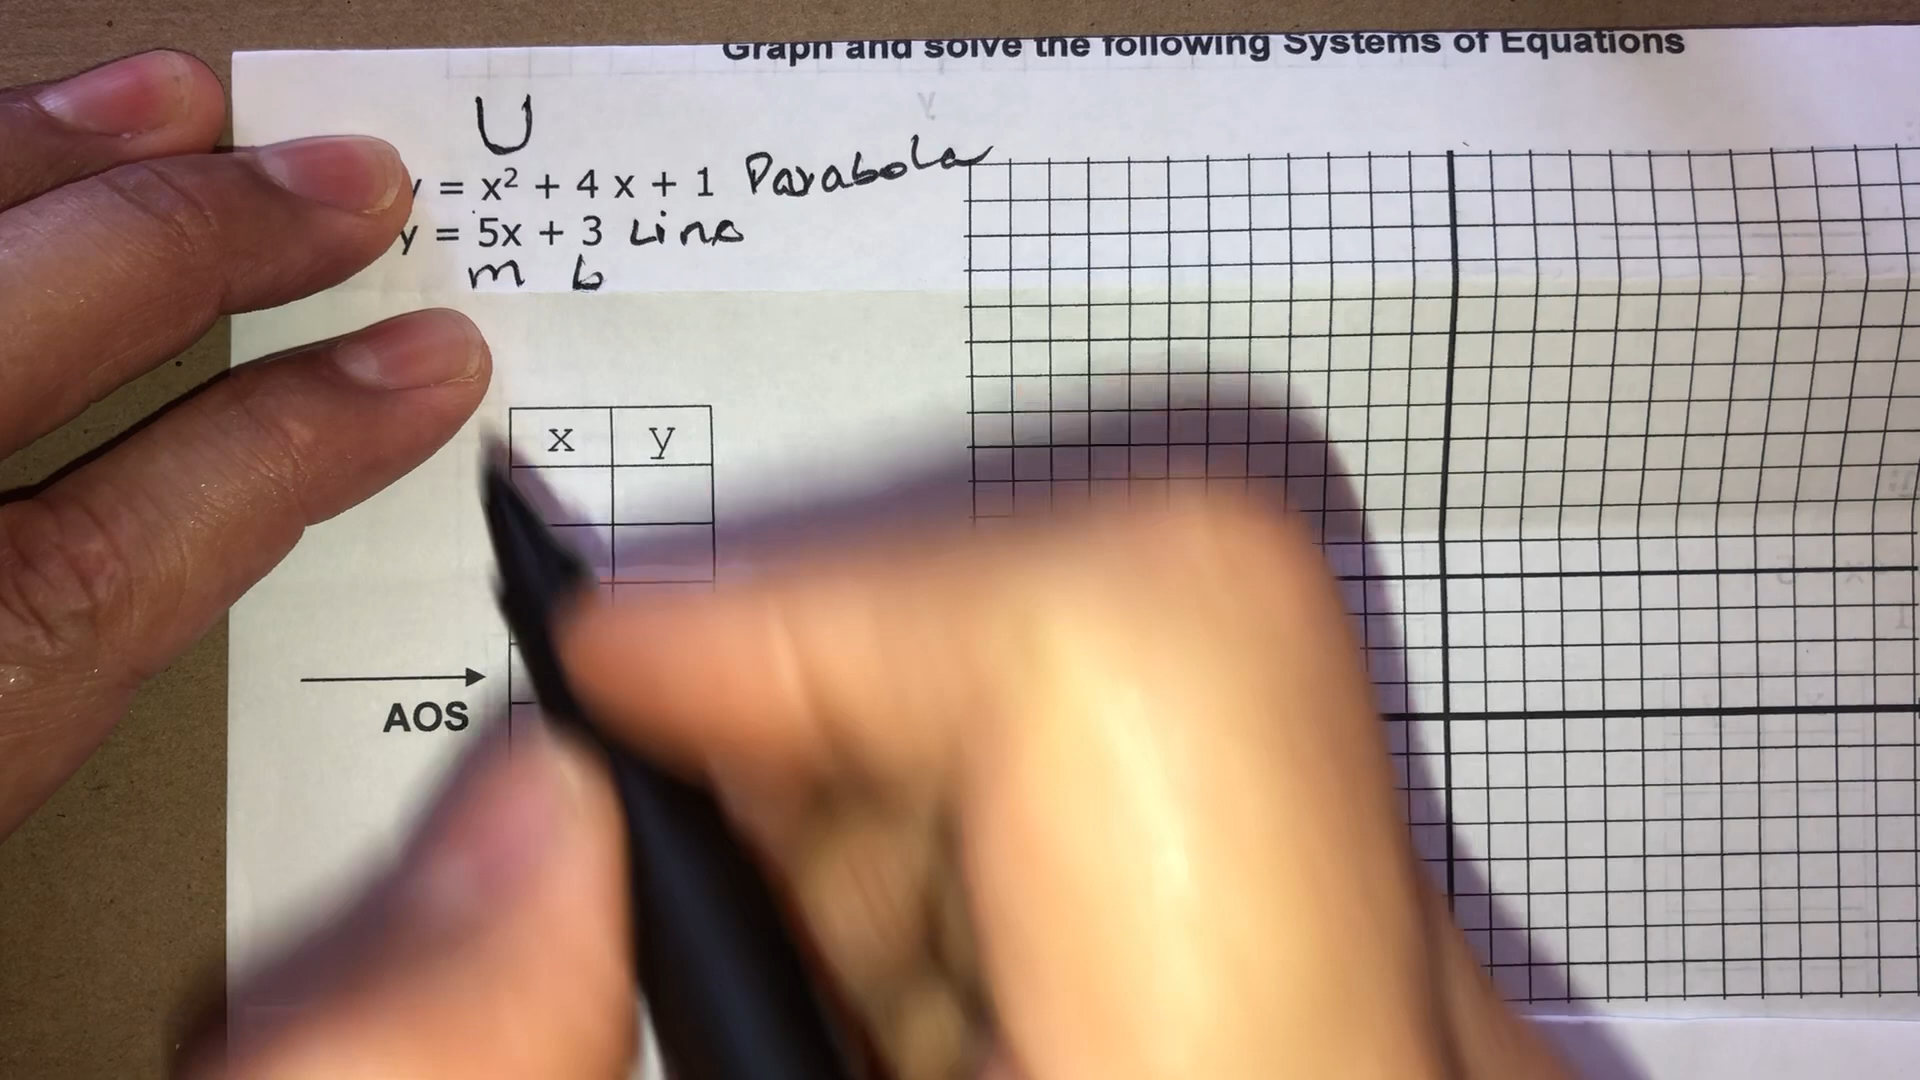 Graph and solve the following Systems of Equations
U
y = x² + 4 x + 1 Parabola
y = 5x + 3 Line
m b
x y
AOS